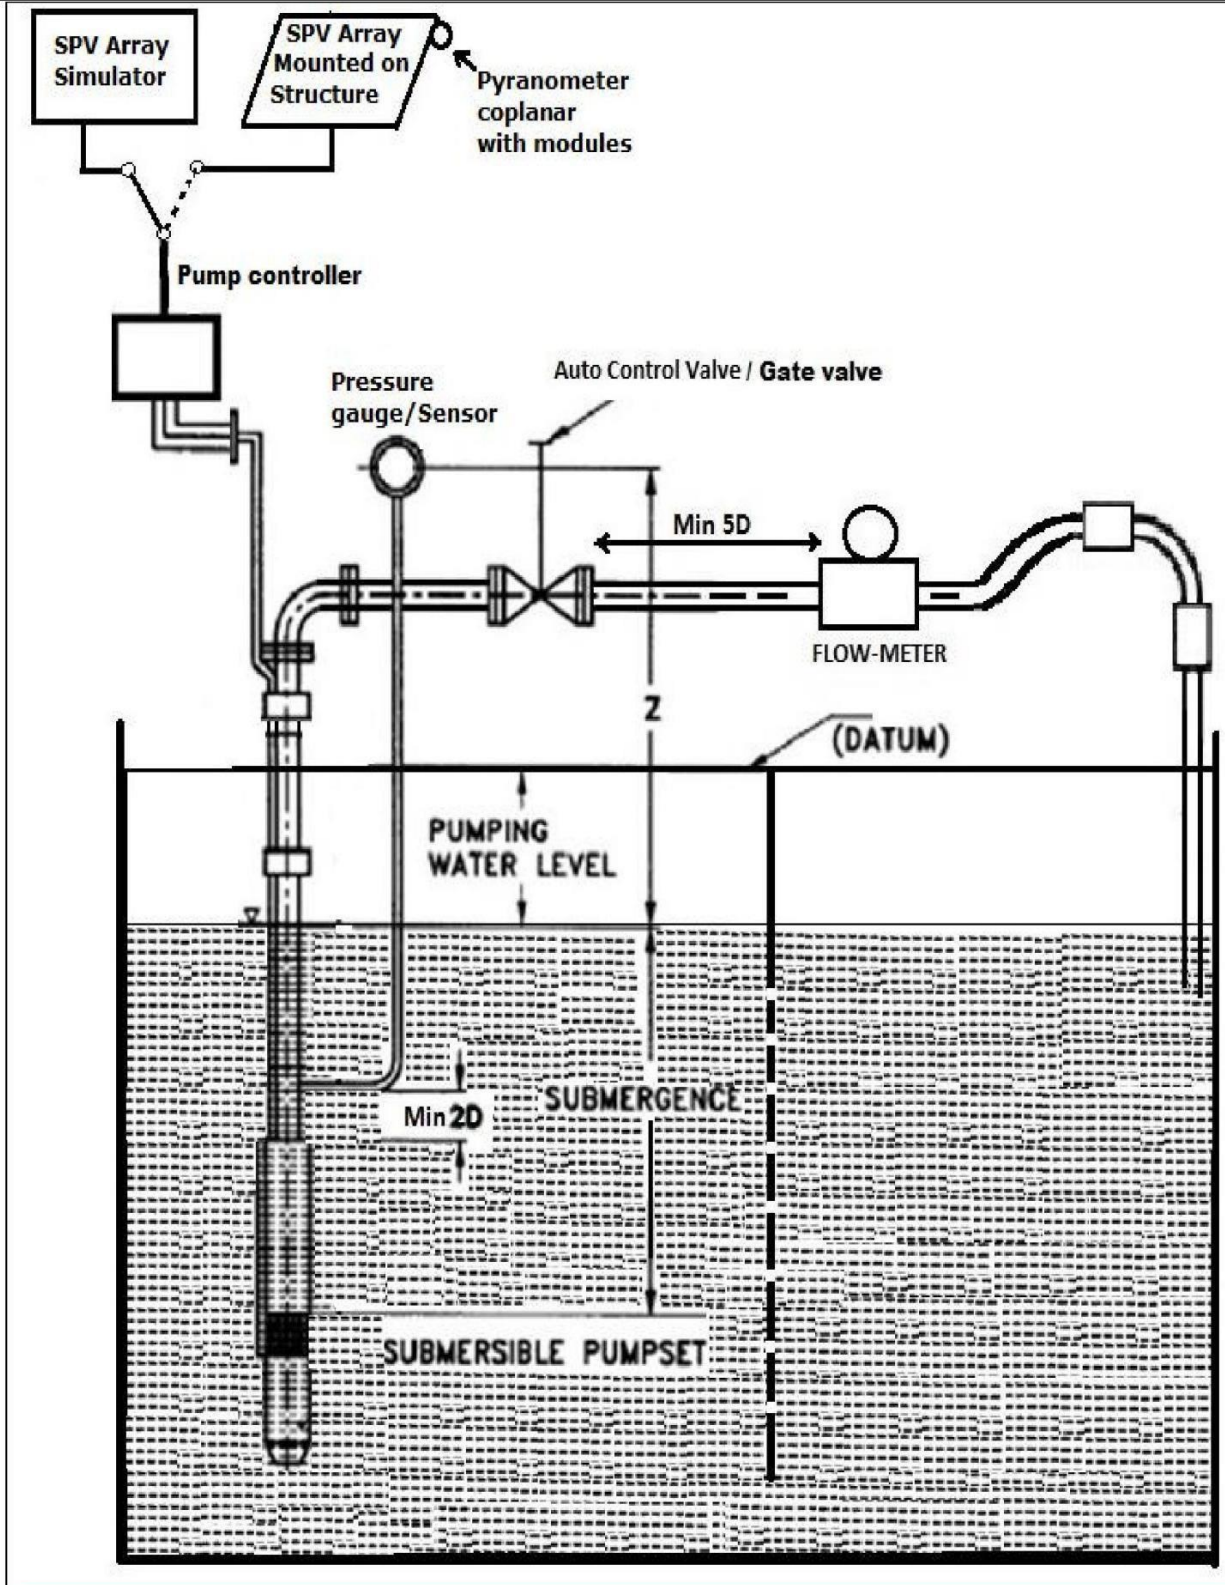 SPV Array
Simulator
SPV Array
Mounted on
Structure
Pyranometer
coplanar
with modules
Pump controller
Auto Control Valve / Gate valve
Pressure
gauge/Sensor
Min 5D
FLOW-METER
Z
(DATUM)
PUMPING
WATER LEVEL
SUBMERGENCE
Min 2D
SUBMERSIBLE PUMPSET